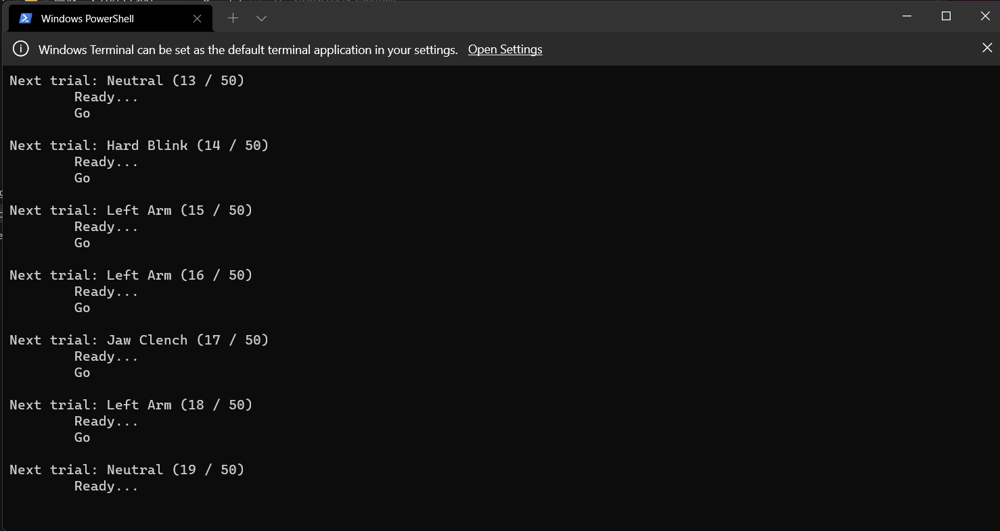 Windows PowerShell
Windows Terminal can be set as the default terminal application in your settings. Open Settings
Next trial: Neutral (13 / 50)
Ready...
Go
Next trial: Hard Blink (14 / 50)
Ready...
Go
Next trial: Left Arm (15 / 50)
Ready...
Go
Next trial: Left Arm (16 / 50)
Ready...
Go
Next trial: Jaw Clench (17 / 50)
Ready...
Go
Next trial: Left Arm (18 / 50)
Ready...
Go
Next trial: Neutral (19 / 50)
Ready...